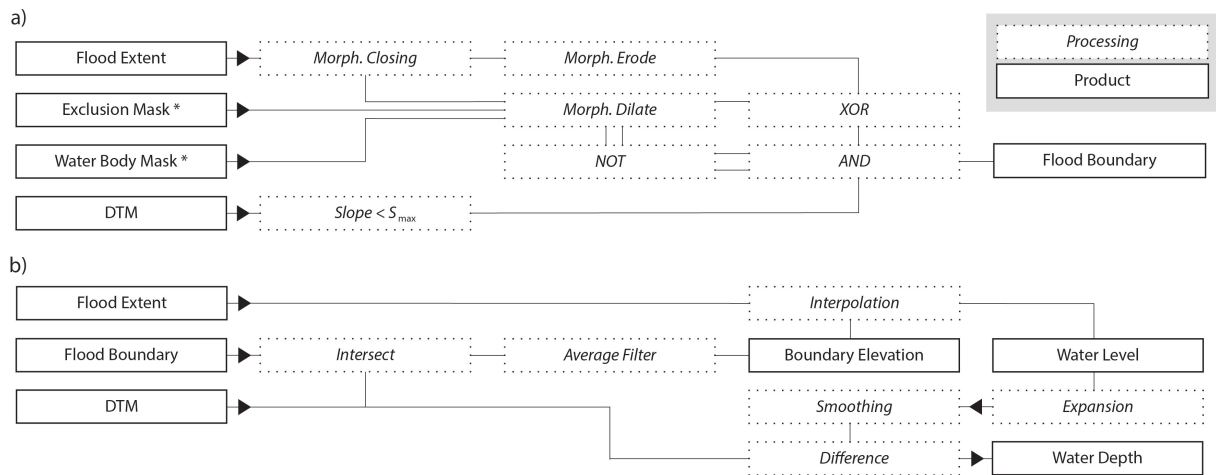 a)
Flood Extent
Morph. Closing
Morph. Erode
Processing
Product
Exclusion Mask *
Morph. Dilate
XOR
Water Body Mask *
NOT
AND
Flood Boundary
DTM
Slope < Smax
b)
Flood Extent
Interpolation
Flood Boundary
Intersect
Average Filter
Boundary Elevation
Water Level
DTM
Smoothing
Expansion
Difference
Water Depth